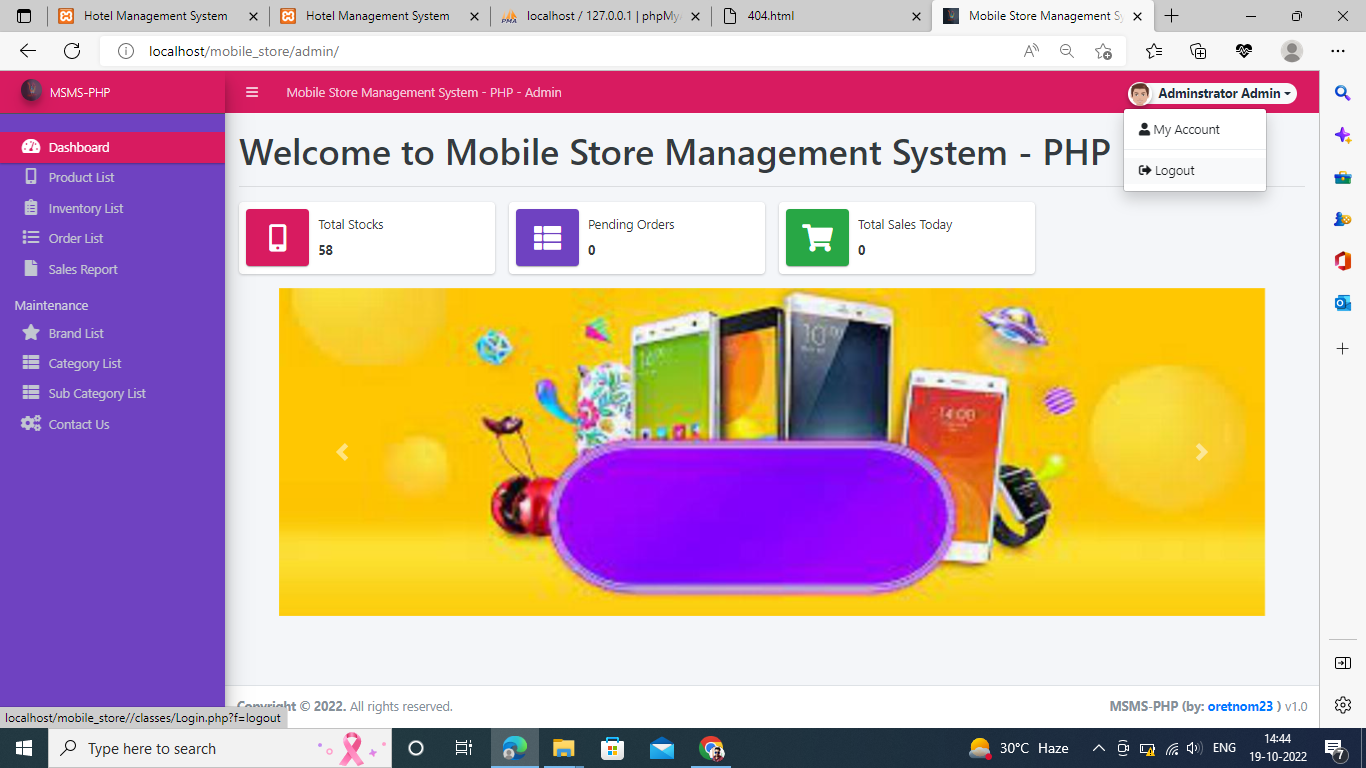 Hotel Management System
Hotel Management System
localhost / 127.0.0.1 | phpMy
404.html
Mobile Store Management Sy
localhost/mobile_store/admin/
MSMS-PHP
Mobile Store Management System - PHP - Admin
Adminstrator Admin
My Account
Logout
Dashboard
Product List
Inventory List
Order List
Sales Report
Maintenance
Brand List
Category List
Sub Category List
Contact Us
Welcome to Mobile Store Management System - PHP
Total Stocks
58
Pending Orders
0
Total Sales Today
0
14:00
Copyright © 2022. All rights reserved.
MSMS-PHP (by: oretnom23 ) v1.0
localhost/mobile_store//classes/Login.php?f=logout
Type here to search
30°C Haze
ENG
14:44
19-10-2022
7